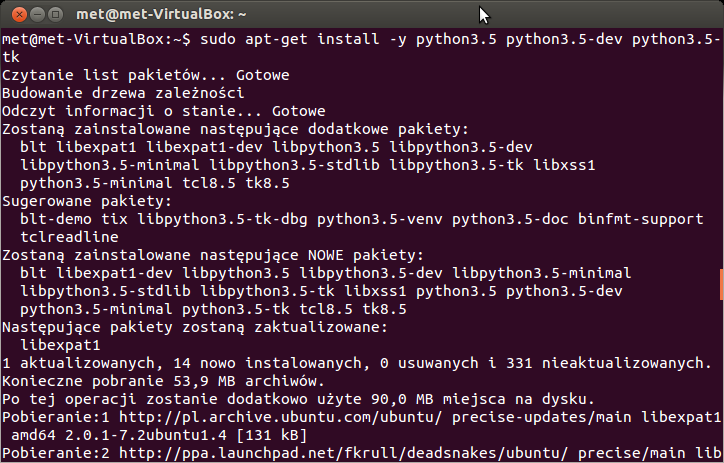 met@met-VirtualBox: ~
met@met-VirtualBox:~$ sudo apt-get install -y python3.5 python3.5-dev python3.5-
tk
Czytanie list pakietów... Gotowe
Budowanie drzewa zależności
Odczyt informacji o stanie... Gotowe
Zostaną zainstalowane następujące dodatkowe pakiety:
  blt libexpat1 libexpat1-dev libpython3.5 libpython3.5-dev
  libpython3.5-minimal libpython3.5-stdlib libpython3.5-tk libxss1
  python3.5-minimal tcl8.5 tk8.5
Sugerowane pakiety:
  blt-demo tix libpython3.5-tk-dbg python3.5-venv python3.5-doc binfmt-support
  tclreadline
Zostaną zainstalowane następujące NOWE pakiety:
  blt libexpat1-dev libpython3.5 libpython3.5-dev libpython3.5-minimal
  libpython3.5-stdlib libpython3.5-tk libxss1 python3.5 python3.5-dev
  python3.5-minimal python3.5-tk tcl8.5 tk8.5
Następujące pakiety zostaną zaktualizowane:
  libexpat1
1 aktualizowanych, 14 nowo instalowanych, 0 usuwanych i 331 nieaktualizowanych.
Konieczne pobranie 53,9 MB archiwów.
Po tej operacji zostanie dodatkowo użyte 90,0 MB miejsca na dysku.
Pobieranie:1 http://pl.archive.ubuntu.com/ubuntu/ precise-updates/main libexpat1
 amd64 2.0.1-7.2ubuntu1.4 [131 kB]
Pobieranie:2 http://ppa.launchpad.net/fkrull/deadsnakes/ubuntu/ precise/main lib